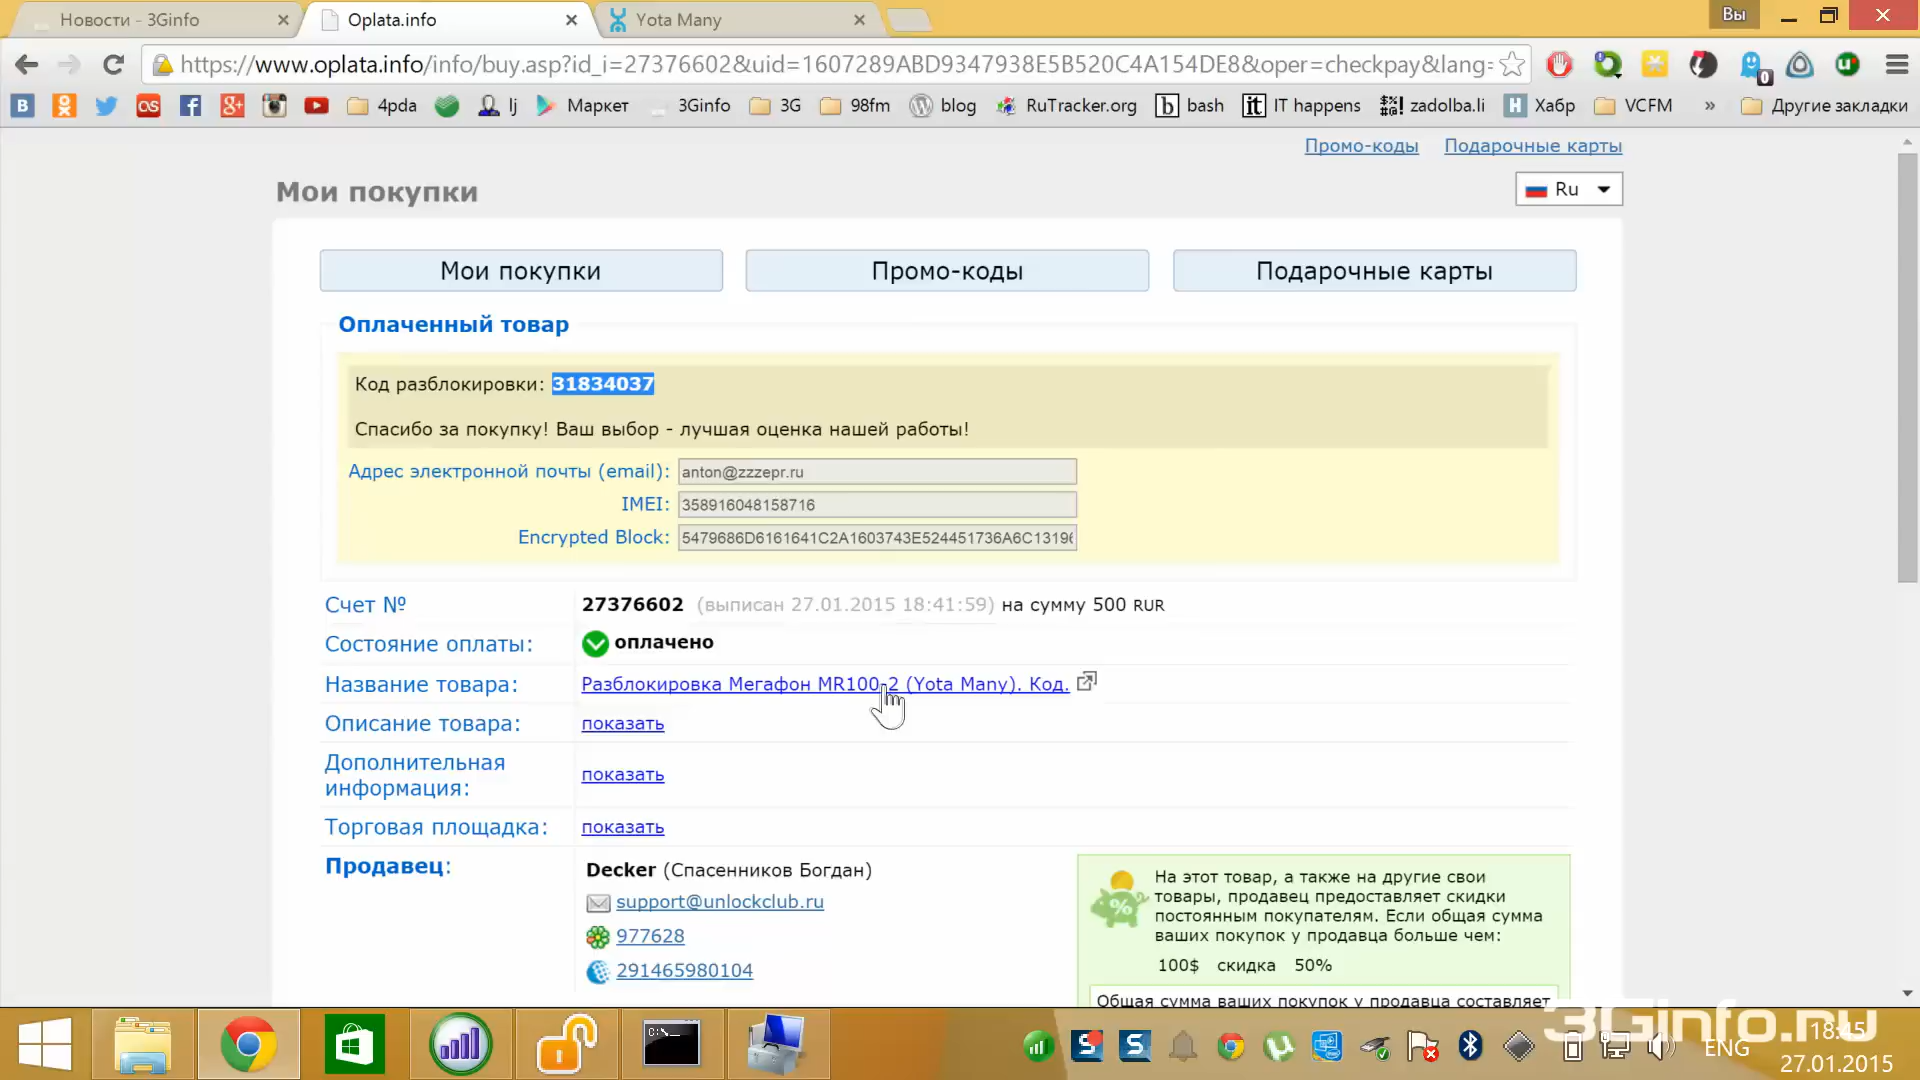 Новости - 3Ginfo
Oplata.info
Yota Many
Вы
https://www.oplata.info/info/buy.asp?id_i=27376602&uid=1607289ABD9347938E5B520C4A154DE8&oper=checkpay&lang=
0
4pda
lj
Маркет
3Ginfo
3G
98fm
blog
RuTracker.org
bash
IT happens
zadolba.li
Хабр
VCFM
»
Другие закладки
Промо-коды
Подарочные карты
Мои покупки
Ru
Мои покупки
Промо-коды
Подарочные карты
Оплаченный товар
Код разблокировки: 31834037
Спасибо за покупку! Ваш выбор - лучшая оценка нашей работы!
Адрес электронной почты (email): anton@zzzepr.ru
IMEI: 358916048158716
Encrypted Block: 5479686D6161641C2A1603743E524451736A6C1319
Счет № 27376602 (выписан 27.01.2015 18:41:59) на сумму 500 RUR
Состояние оплаты: оплачено
Название товара: Разблокировка Мегафон MR100-2 (Yota Many). Код.
Описание товара: показать
Дополнительная информация: показать
Торговая площадка: показать
Продавец: Decker (Спасенников Богдан)
support@unlockclub.ru
977628
291465980104
На этот товар, а также на другие свои
товары, продавец предоставляет скидки
постоянным покупателям. Если общая сумма
ваших покупок у продавца больше чем:
100$ скидка 50%
Общая сумма ваших покупок у продавца составляет
3Ginfo.ru
ENG
18:45
27.01.2015